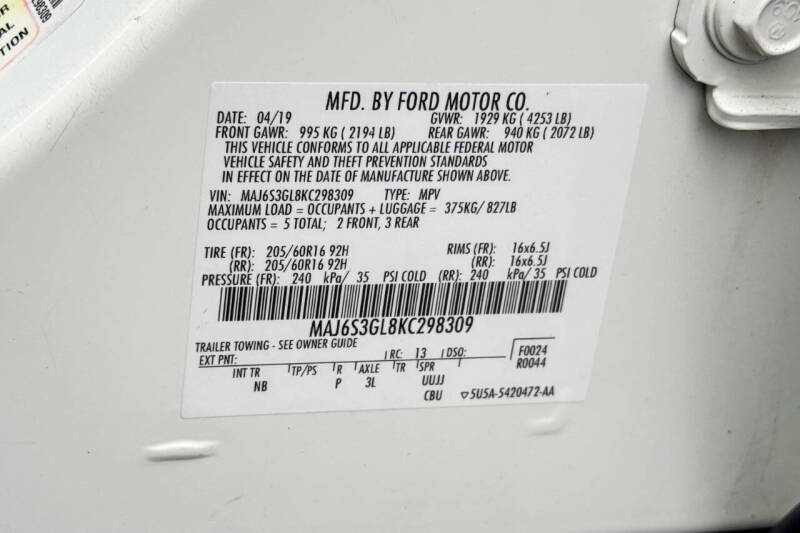 ER
AL
TION
298309
MFD. BY FORD MOTOR CO.
DATE: 04/19 GVWR: 1929 KG ( 4253 LB)
FRONT GAWR: 995 KG ( 2194 LB) REAR GAWR: 940 KG ( 2072 LB)
THIS VEHICLE CONFORMS TO ALL APPLICABLE FEDERAL MOTOR
VEHICLE SAFETY AND THEFT PREVENTION STANDARDS
IN EFFECT ON THE DATE OF MANUFACTURE SHOWN ABOVE.
VIN: MAJ6S3GL8KC298309 TYPE: MPV
MAXIMUM LOAD = OCCUPANTS + LUGGAGE = 375KG/ 827LB
OCCUPANTS = 5 TOTAL; 2 FRONT, 3 REAR
TIRE (FR): 205/60R16 92H RIMS (FR): 16x6.5J
(RR): 205/60R16 92H (RR): 16x6.5J
PRESSURE (FR): 240 kPa/ 35 PSI COLD (RR): 240 kPa/ 35 PSI COLD
MAJ6S3GL8KC298309
TRAILER TOWING - SEE OWNER GUIDE
EXT PNT: RC: 13 DSO: F0024
R0044
INT TR TP/PS R AXLE TR SPR
NB P 3L UUJJ
CBU ▽5U5A-5420472-AA